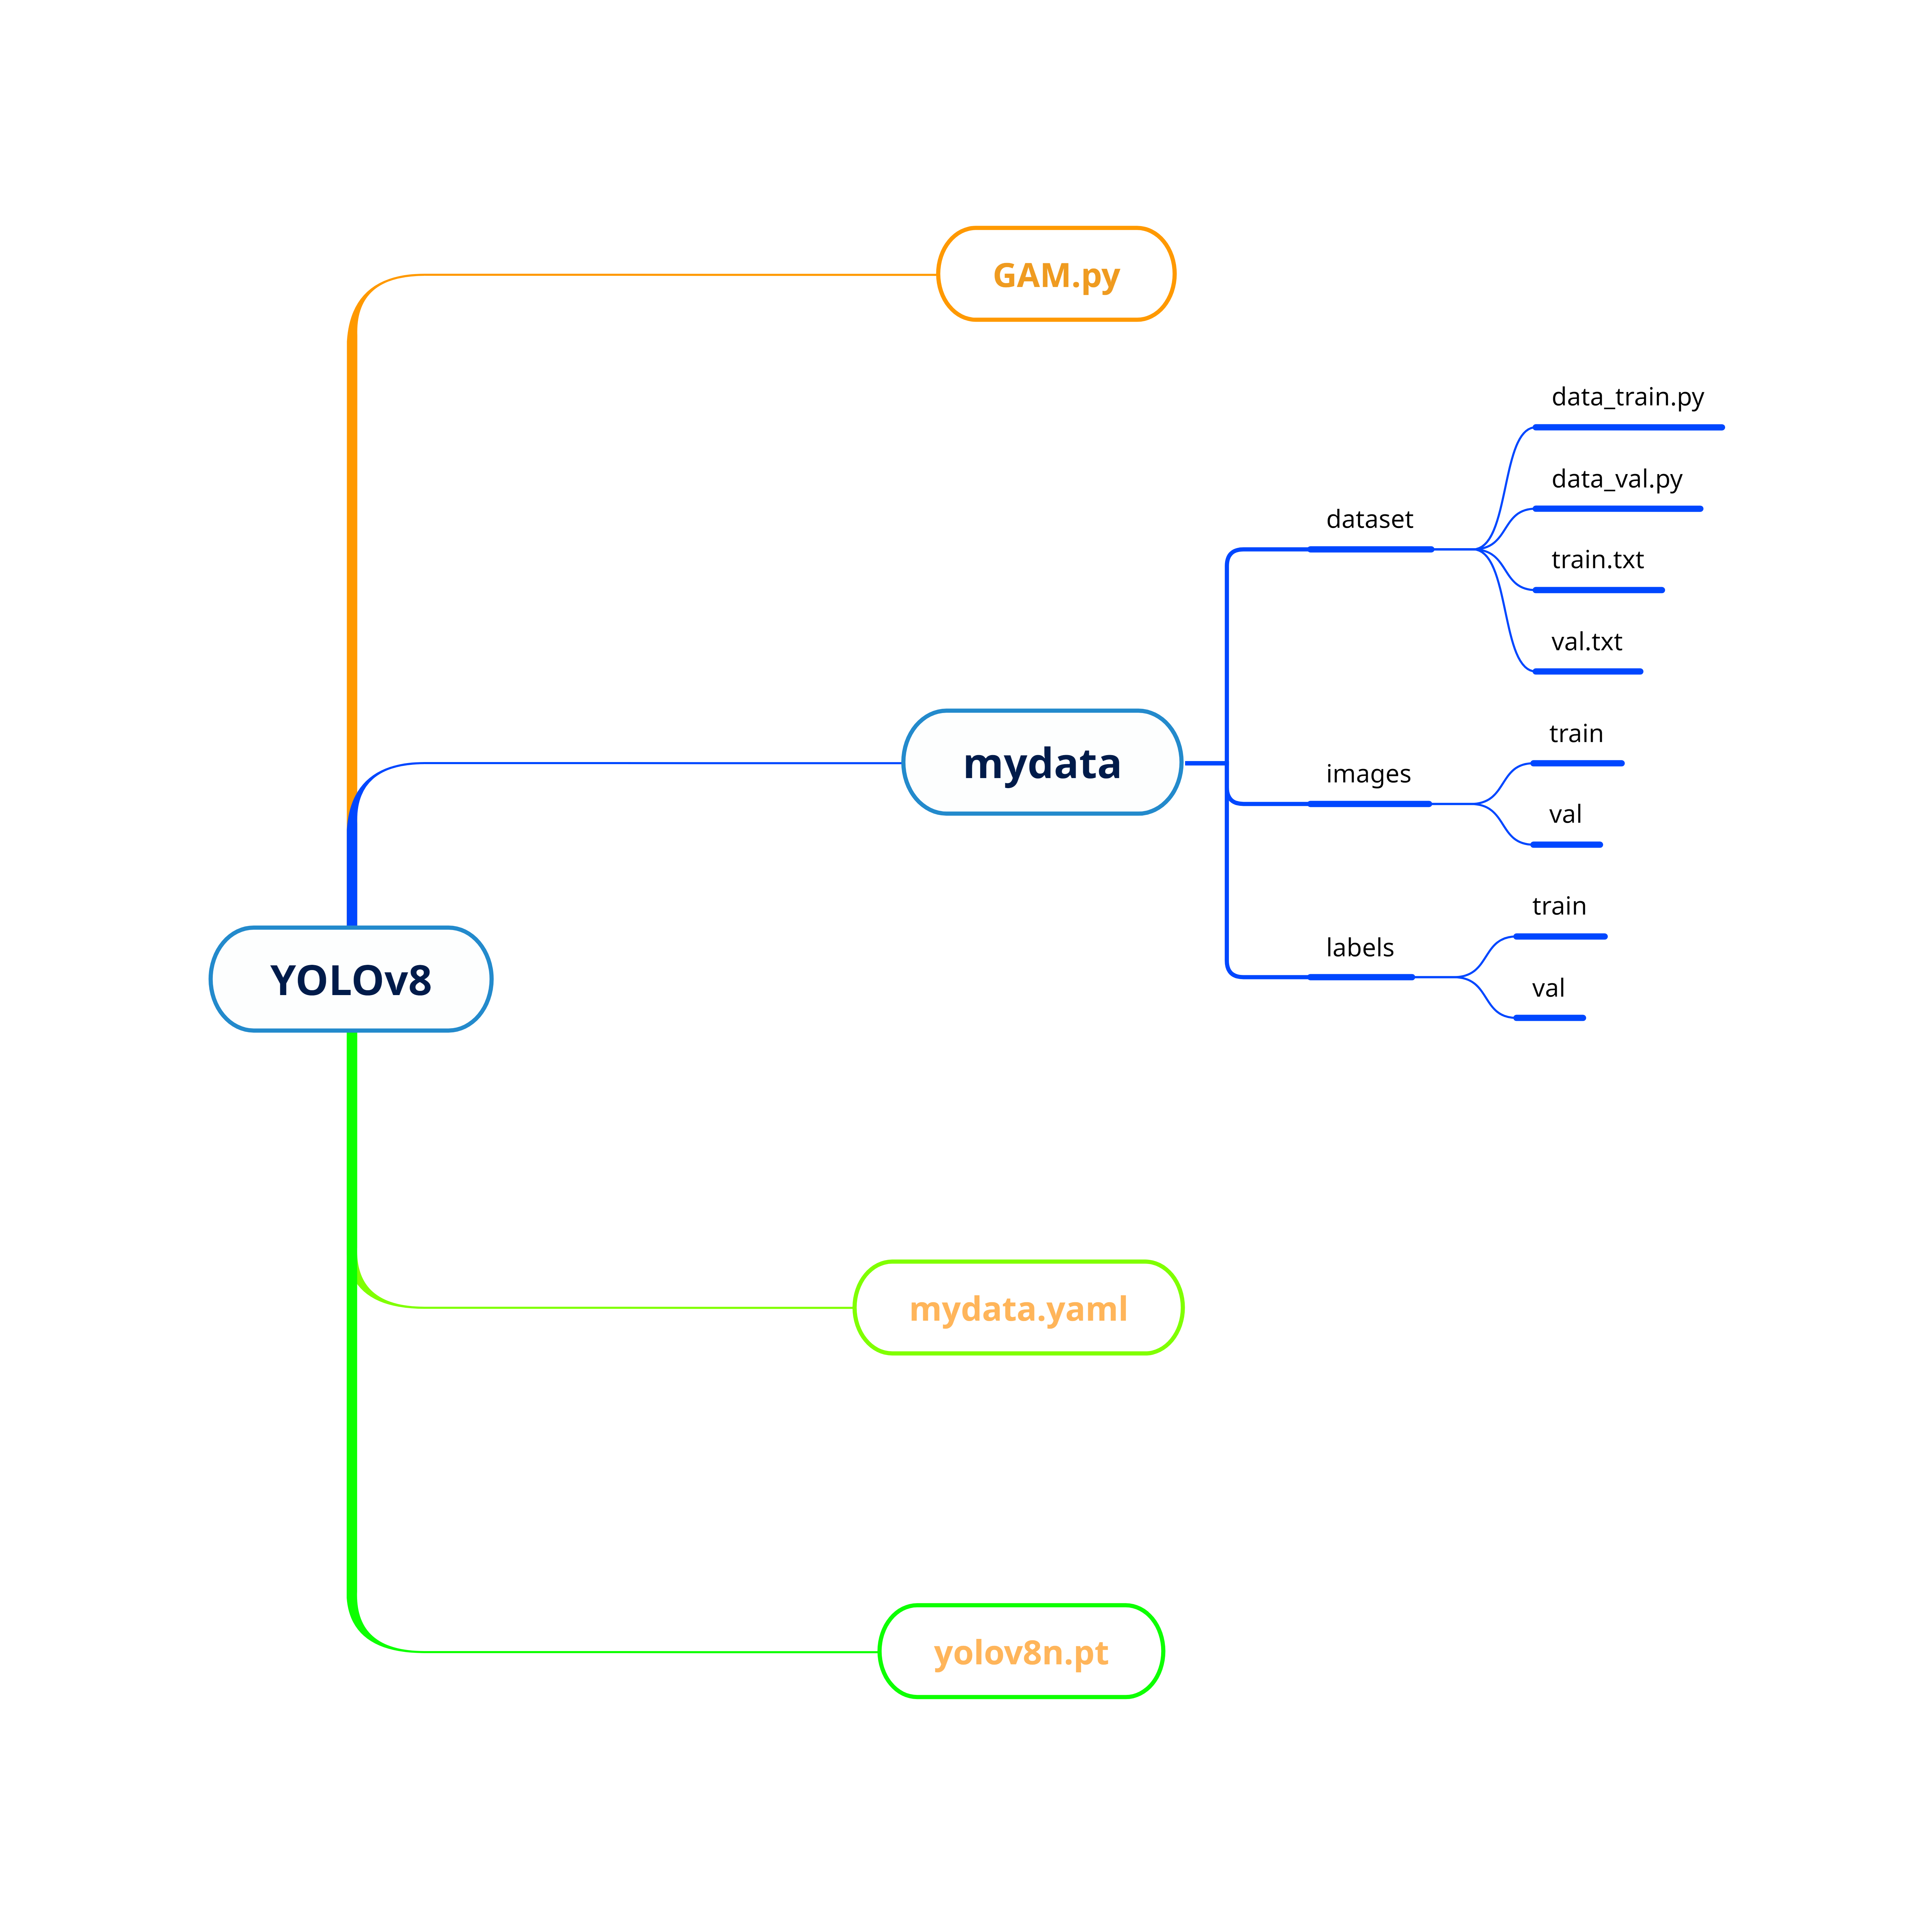 GAM.py
data_train.py
data_val.py
dataset
train.txt
val.txt
train
mydata
images
val
train
labels
YOLOv8
val
mydata.yaml
yolov8n.pt